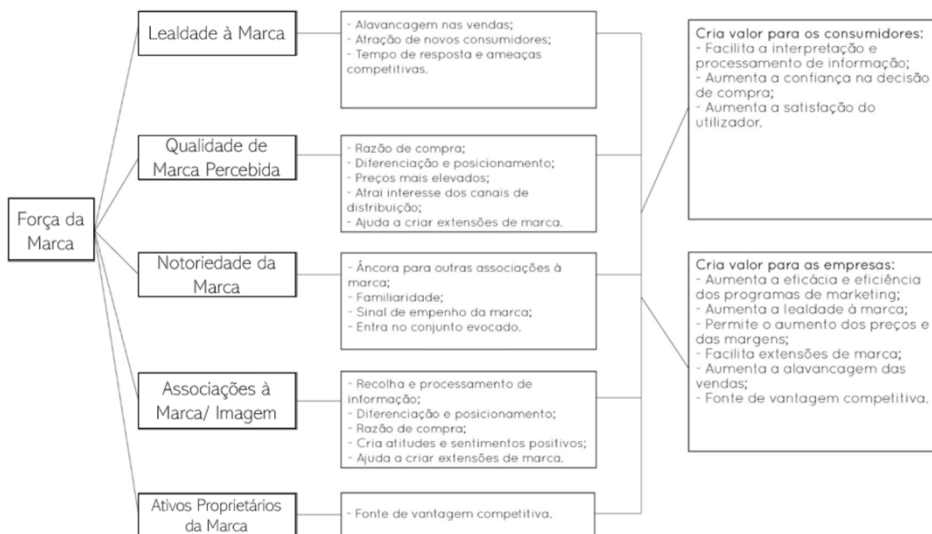 Força da
Marca
Lealdade à Marca
- Alavancagem nas vendas;
- Atração de novos consumidores;
- Tempo de resposta e ameaças
competitivas.
Qualidade de
Marca Percebida
- Razão de compra;
- Diferenciação e posicionamento;
- Preços mais elevados;
- Atrai interesse dos canais de
distribuição;
- Ajuda a criar extensões de marca.
Notoriedade da
Marca
- Âncora para outras associações à
marca;
- Familiaridade;
- Sinal de empenho da marca;
- Entra no conjunto evocado.
Associações à
Marca/ Imagem
- Recolha e processamento de
informação;
- Diferenciação e posicionamento;
- Razão de compra;
- Cria atitudes e sentimentos positivos;
- Ajuda a criar extensões de marca.
Ativos Proprietários
da Marca
- Fonte de vantagem competitiva.
Cria valor para os consumidores:
- Facilita a interpretação e
processamento de informação;
- Aumenta a confiança na decisão
de compra;
- Aumenta a satisfação do
utilizador.
Cria valor para as empresas:
- Aumenta a eficácia e eficiência
dos programas de marketing;
- Aumenta a lealdade à marca;
- Permite o aumento dos preços e
das margens;
- Facilita extensões de marca;
- Aumenta a alavancagem das
vendas;
- Fonte de vantagem competitiva.